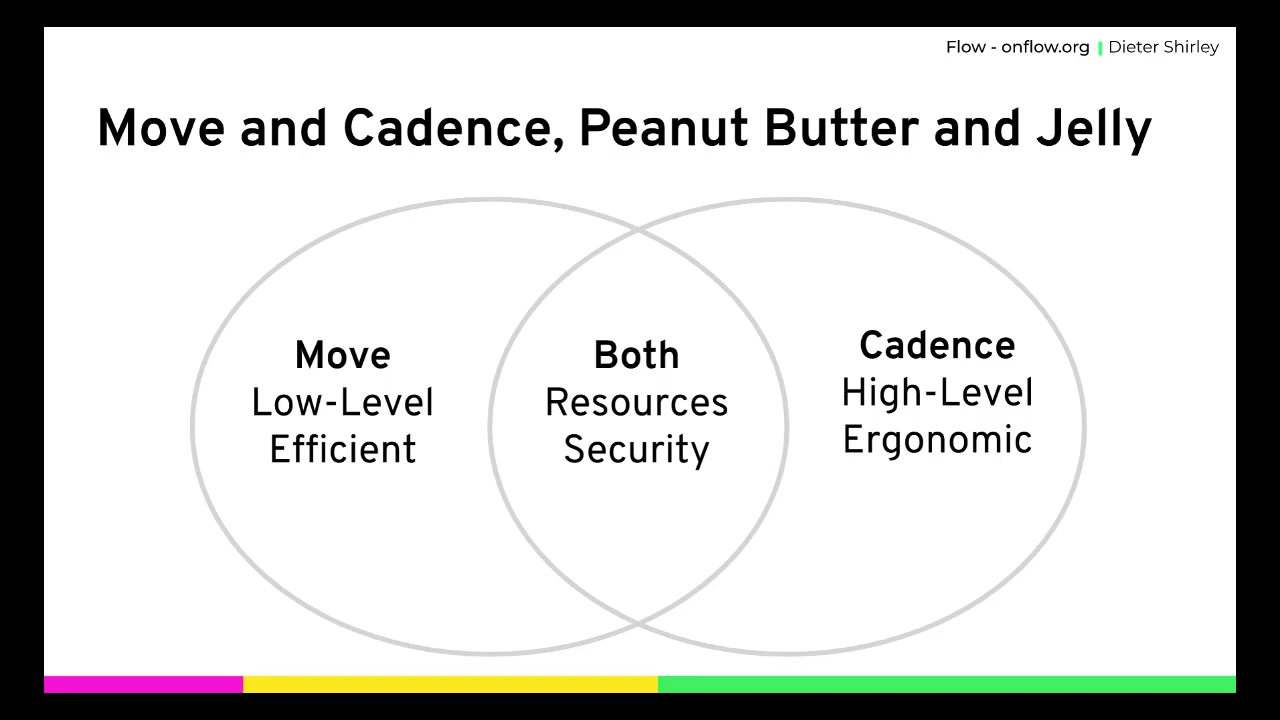 Flow - onflow.org | Dieter Shirley
Move and Cadence, Peanut Butter and Jelly
Move
Low-Level
Efficient
Both
Resources
Security
Cadence
High-Level
Ergonomic